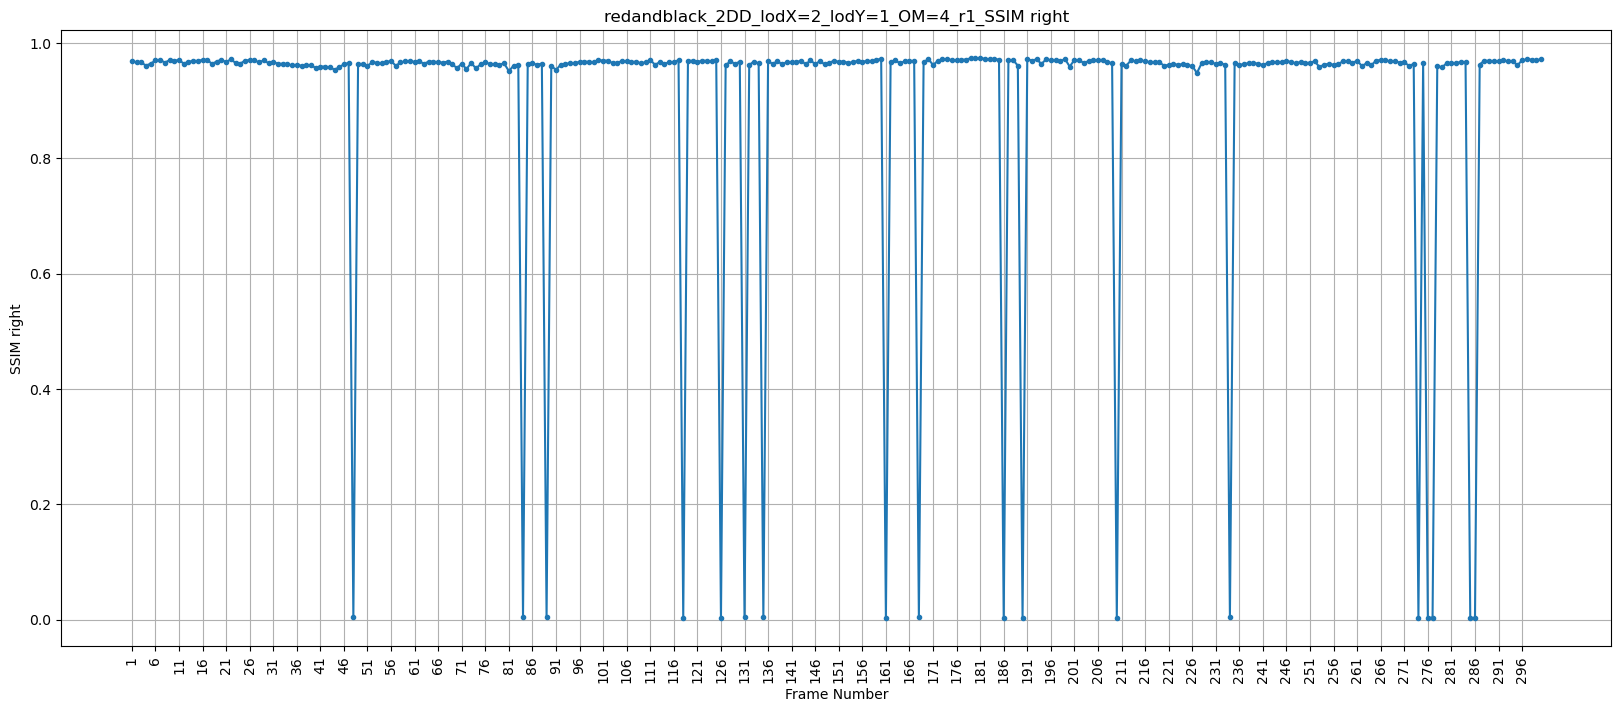 redandblack_2DD_lodX=2_lodY=1_OM=4_r1_SSIM right
1.0
0.8
0.6
0.4
0.2
0.0
SSIM right
1 6 11 16 21 26 31 36 41 46 51 56 61 66 71 76 81 86 91 96 101 106 111 116 121 126 131 136 141 146 151 156 161 166 171 176 181 186 191 196 201 206 211 216 221 226 231 236 241 246 251 256 261 266 271 276 281 286 291 296
Frame Number